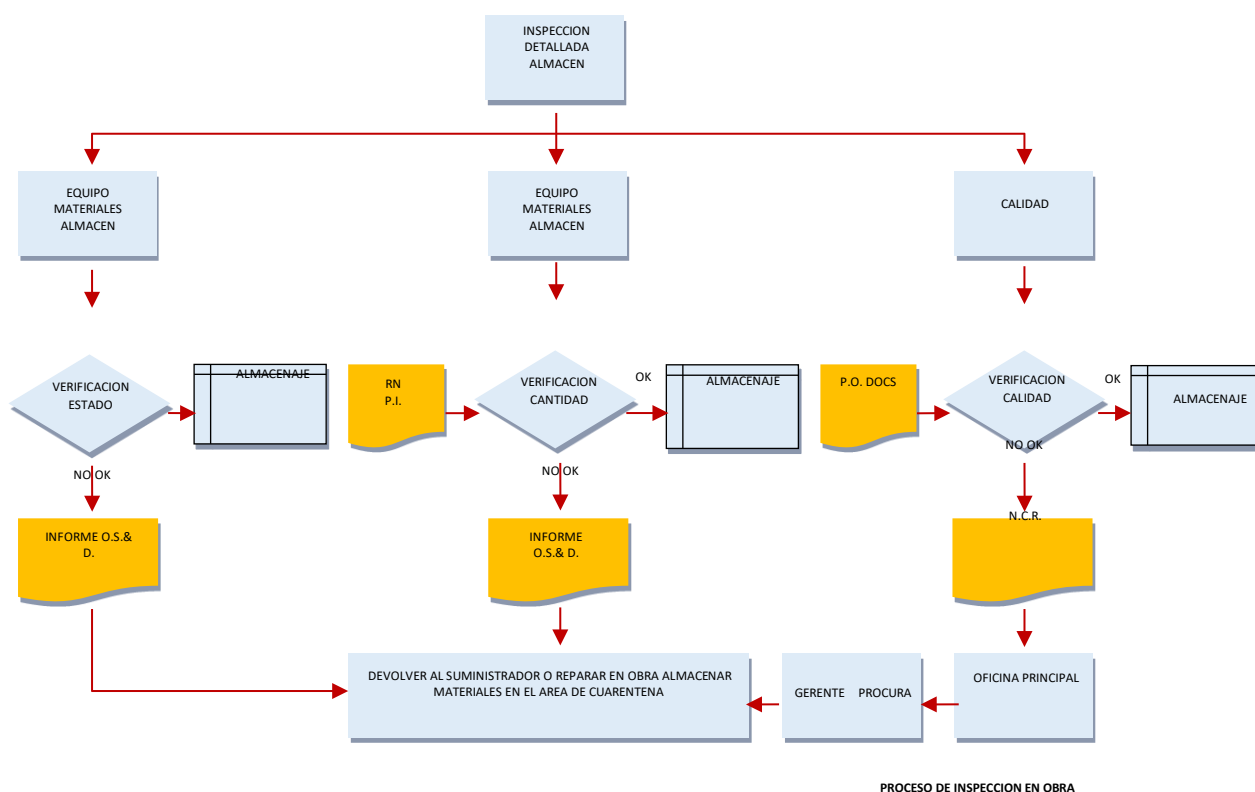 INSPECCION
DETALLADA
ALMACEN
EQUIPO
MATERIALES
ALMACEN
EQUIPO
MATERIALES
ALMACEN
CALIDAD
VERIFICACION
ESTADO
ALMACENAJE
RN
P.I.
VERIFICACION
CANTIDAD
OK
ALMACENAJE
P.O. DOCS
VERIFICACION
CALIDAD
OK
ALMACENAJE
NO OK
NO OK
NO OK
INFORME O.S.&
D.
INFORME
O.S.& D.
N.C.R.
DEVOLVER AL SUMINISTRADOR O REPARAR EN OBRA ALMACENAR
MATERIALES EN EL AREA DE CUARENTENA
GERENTE PROCURA
OFICINA PRINCIPAL
PROCESO DE INSPECCION EN OBRA